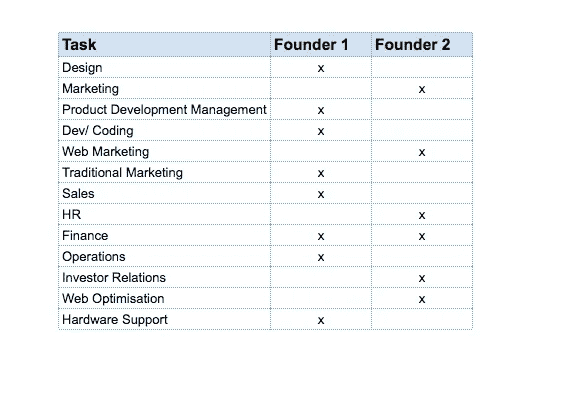 Task Founder 1 Founder 2
Design x
Marketing x
Product Development Management x
Dev/ Coding x
Web Marketing x
Traditional Marketing x
Sales x
HR x
Finance x x
Operations x
Investor Relations x
Web Optimisation x
Hardware Support x